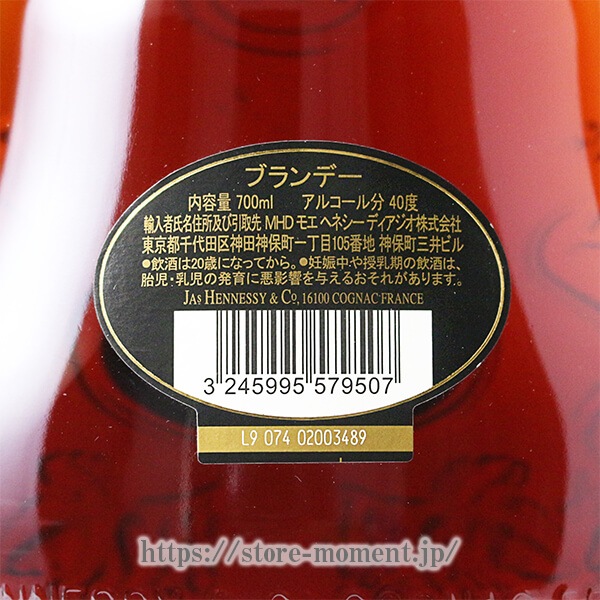 ブランデー
内容量 700ml アルコール分 40度
輸入者氏名住所及び引取先 MHD モエ ヘネシー ディアジオ株式会社
東京都千代田区神田神保町一丁目105番地 神保町三井ビル
●飲酒は20歳になってから。●妊娠中や授乳期の飲酒は、
胎児・乳児の発育に悪影響を与えるおそれがあります。
JAS HENNESSY & Co, 16100 COGNAC FRANCE
3 245995 579507
L9 074 02003489
https://store-moment.jp/